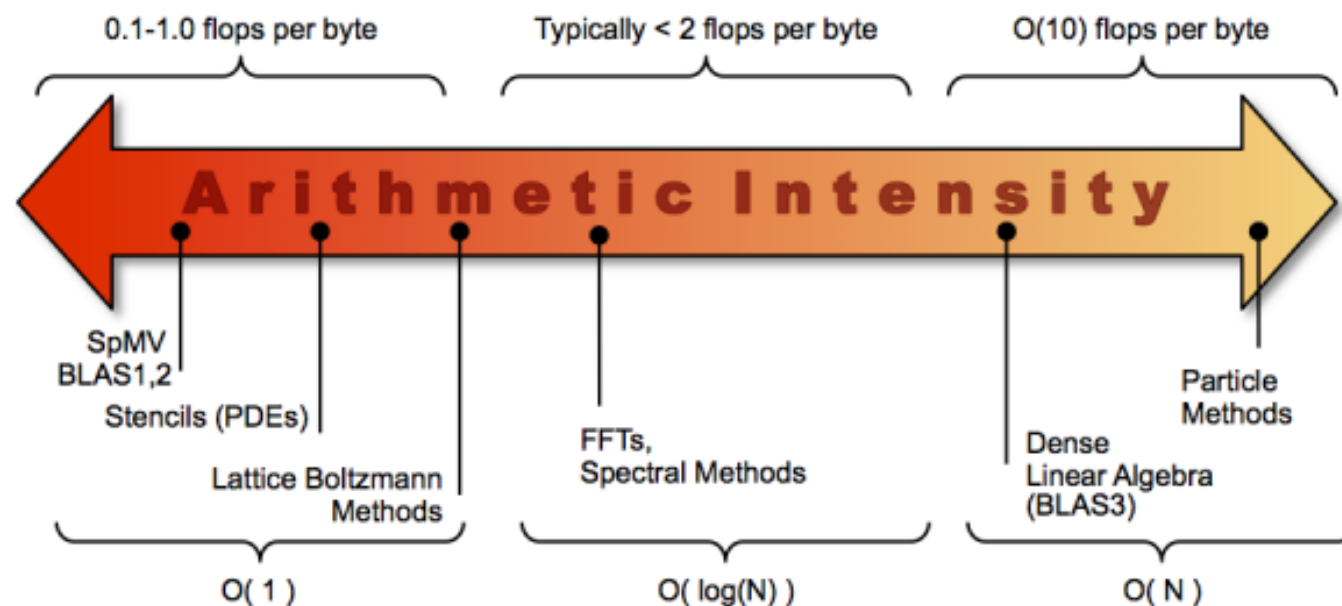 0.1-1.0 flops per byte
Typically < 2 flops per byte
O(10) flops per byte
Arithmetic Intensity
SpMV
BLAS1,2
Stencils (PDEs)
Lattice Boltzmann
Methods
FFTs,
Spectral Methods
Dense
Linear Algebra
(BLAS3)
Particle
Methods
O( 1 )
O( log(N) )
O( N )